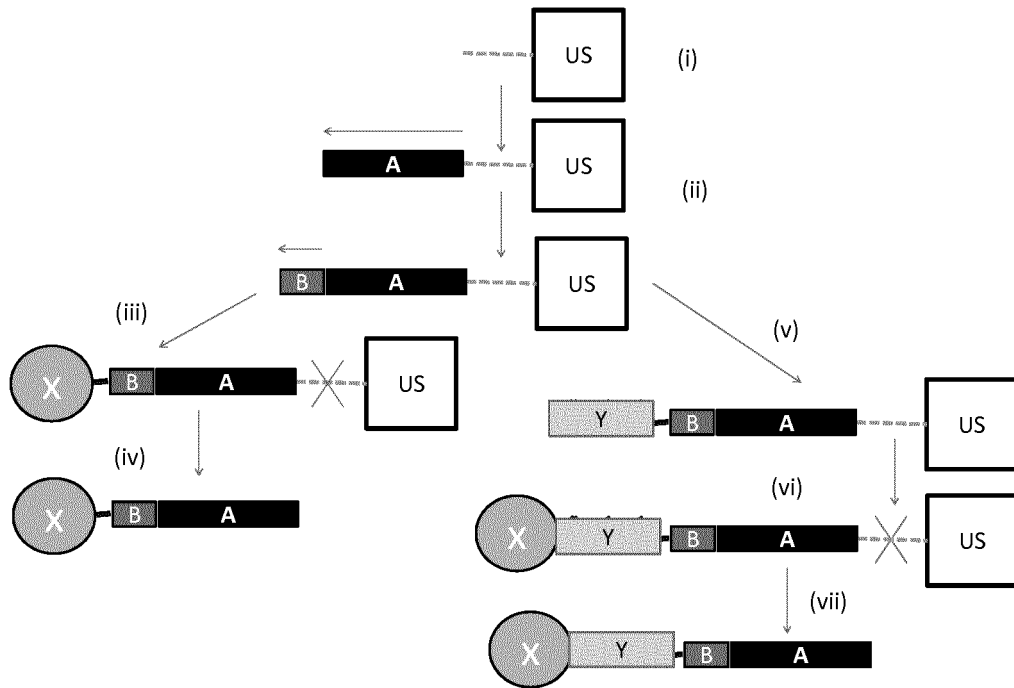 US (i)
A US (ii)
B A US
(iii) (v)
X B A US
Y B A US
(iv)
X B A
(vi)
X Y B A US
(vii)
X Y B A